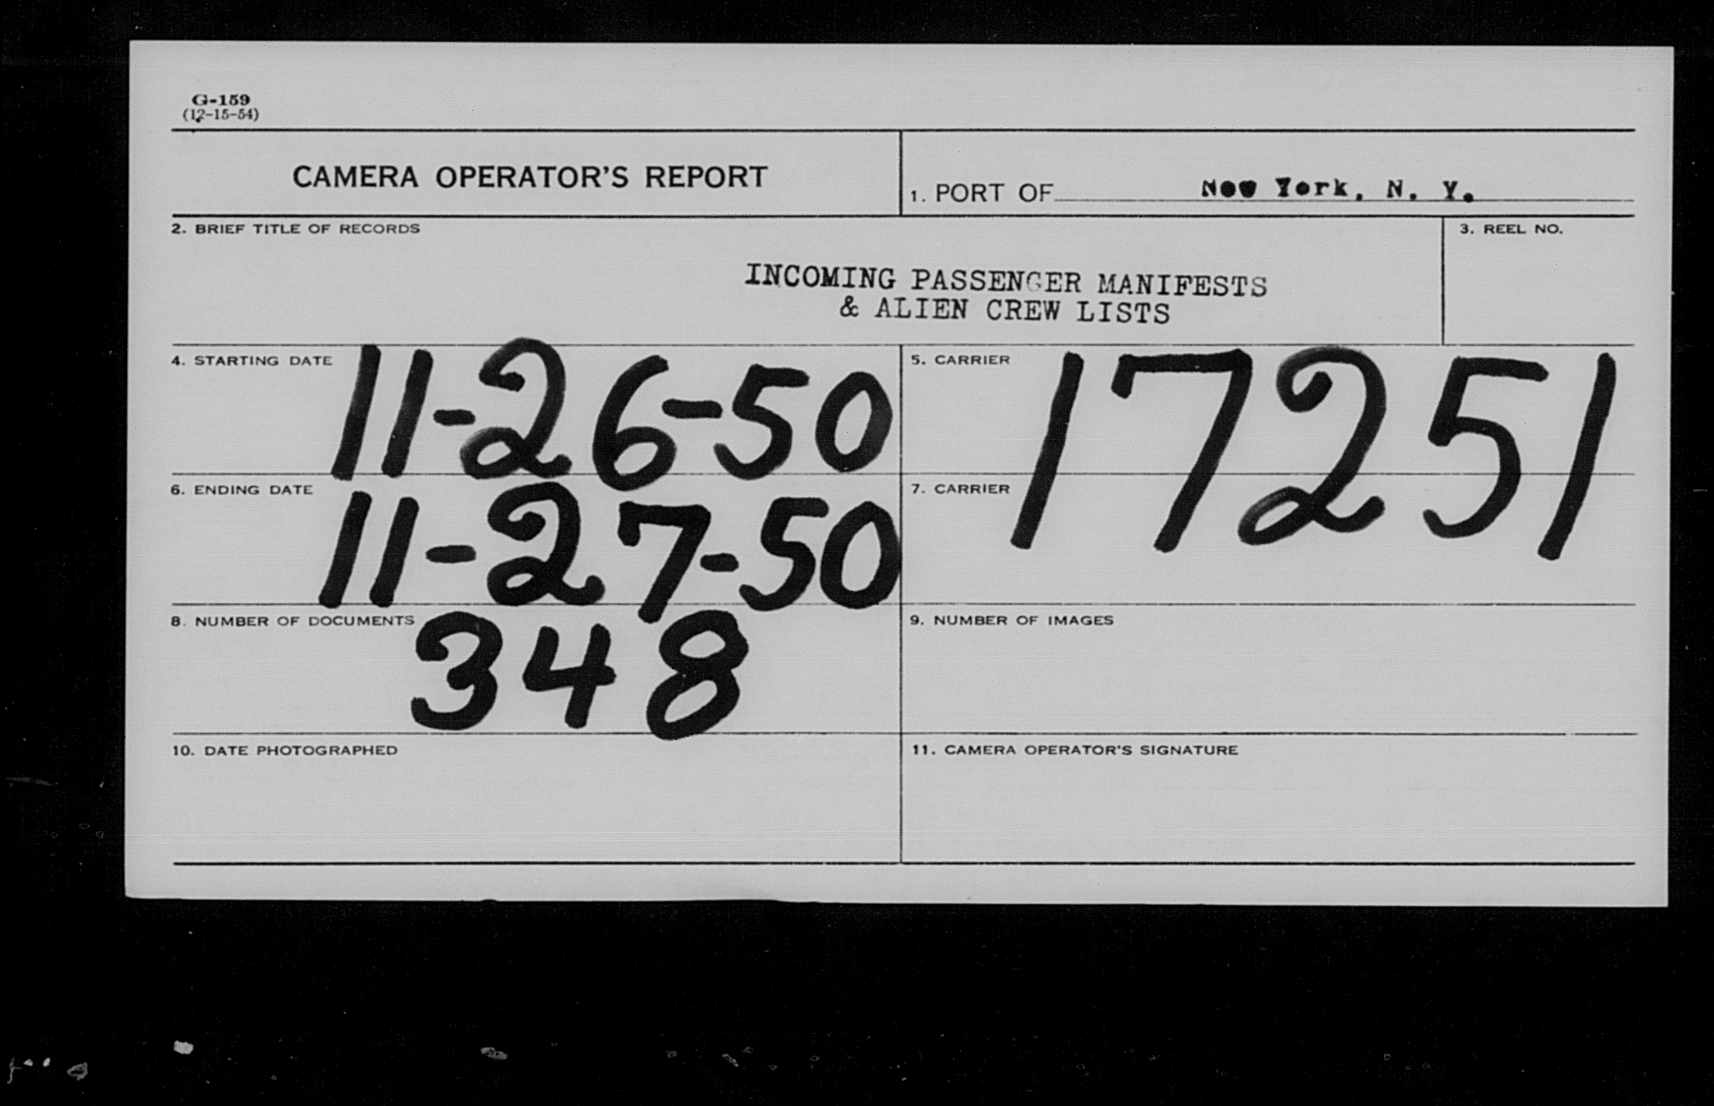 G-159
(12-15-54)
CAMERA OPERATOR'S REPORT
1. PORT OF New York, N. Y.
2. BRIEF TITLE OF RECORDS
3. REEL NO.
INCOMING PASSENGER MANIFESTS
& ALIEN CREW LISTS
4. STARTING DATE 11-26-50
5. CARRIER 17251
6. ENDING DATE 11-27-50
7. CARRIER
8. NUMBER OF DOCUMENTS 348
9. NUMBER OF IMAGES
10. DATE PHOTOGRAPHED
11. CAMERA OPERATOR'S SIGNATURE